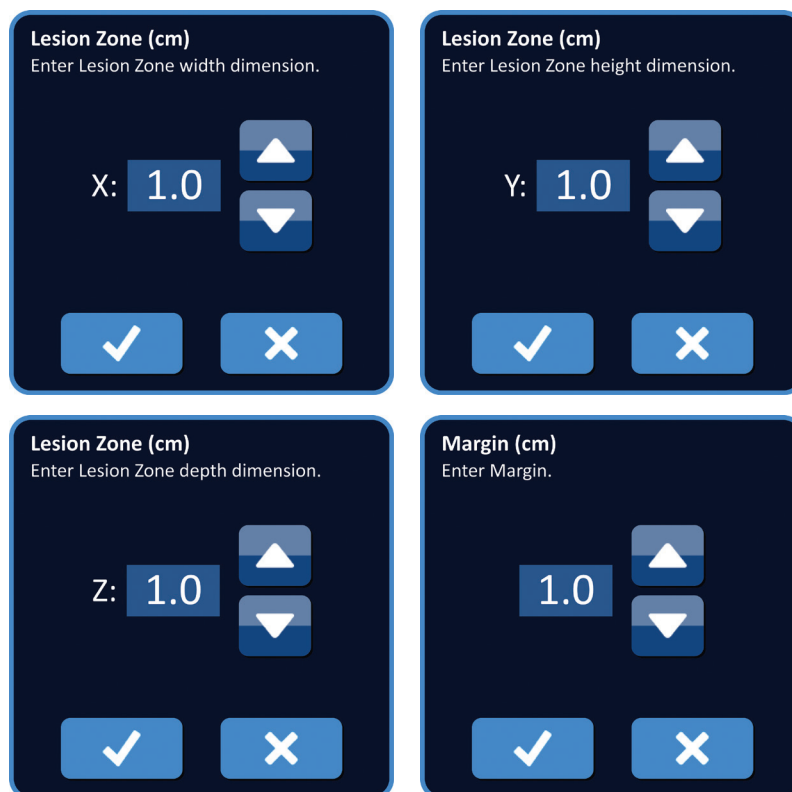 Lesion Zone (cm)
Enter Lesion Zone width dimension.
X: 1.0
Lesion Zone (cm)
Enter Lesion Zone height dimension.
Y: 1.0
Lesion Zone (cm)
Enter Lesion Zone depth dimension.
Z: 1.0
Margin (cm)
Enter Margin.
1.0